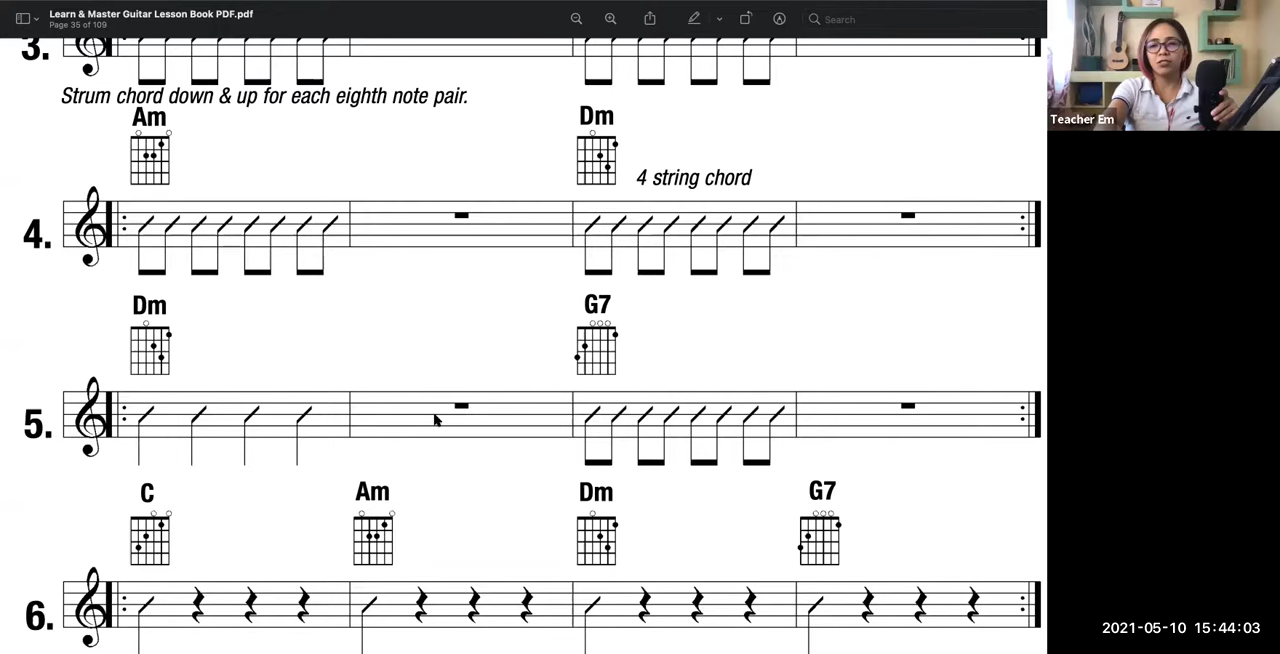 Learn & Master Guitar Lesson Book PDF.pdf
Page 35 of 109
Search
Teacher Em
3.
Strum chord down & up for each eighth note pair.
Am Dm
4 string chord
4.
Dm G7
5.
C Am Dm G7
6.
2021-05-10 15:44:03